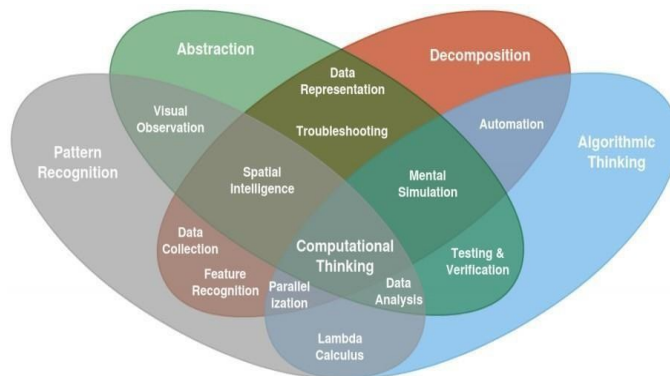 Abstraction
Decomposition
Data
Representation
Visual
Observation
Troubleshooting
Automation
Pattern
Recognition
Algorithmic
Thinking
Spatial
Intelligence
Mental
Simulation
Data
Collection
Computational
Thinking
Testing &
Verification
Feature
Recognition
Parallel
ization
Data
Analysis
Lambda
Calculus